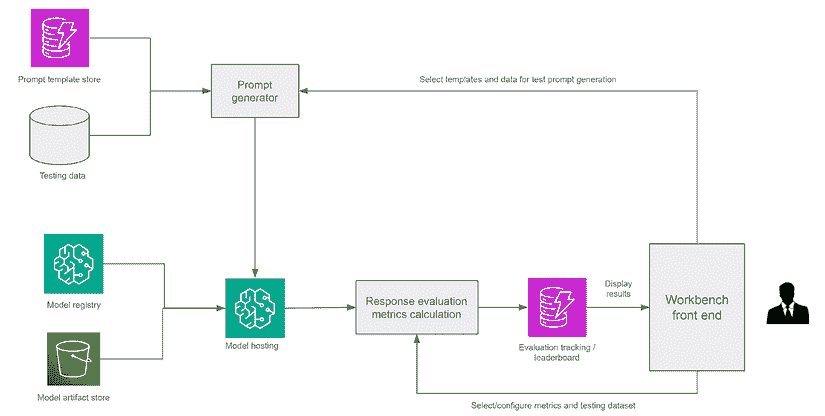 Prompt template store
Testing data
Prompt
generator
Select templates and data for test prompt generation
Model registry
Model artifact store
Model hosting
Response evaluation
metrics calculation
Evaluation tracking /
leaderboard
Display
results
Workbench
front end
Select/configure metrics and testing dataset